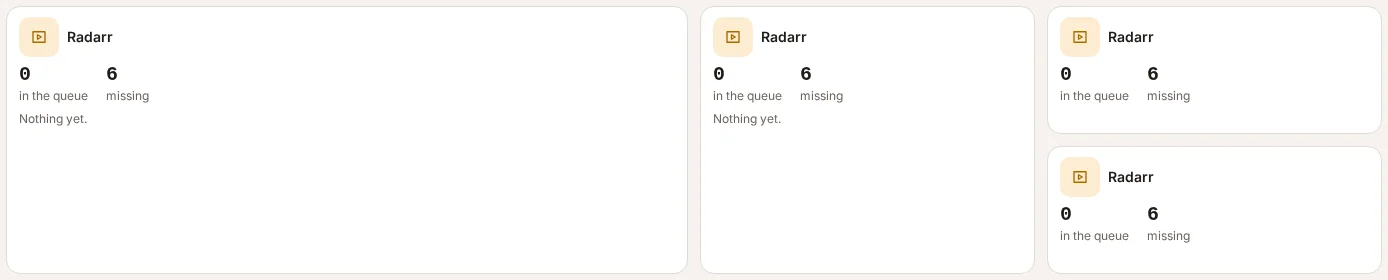 Radarr
0 6
in the queue missing
Nothing yet.
Radarr
0 6
in the queue missing
Nothing yet.
Radarr
0 6
in the queue missing
Radarr
0 6
in the queue missing